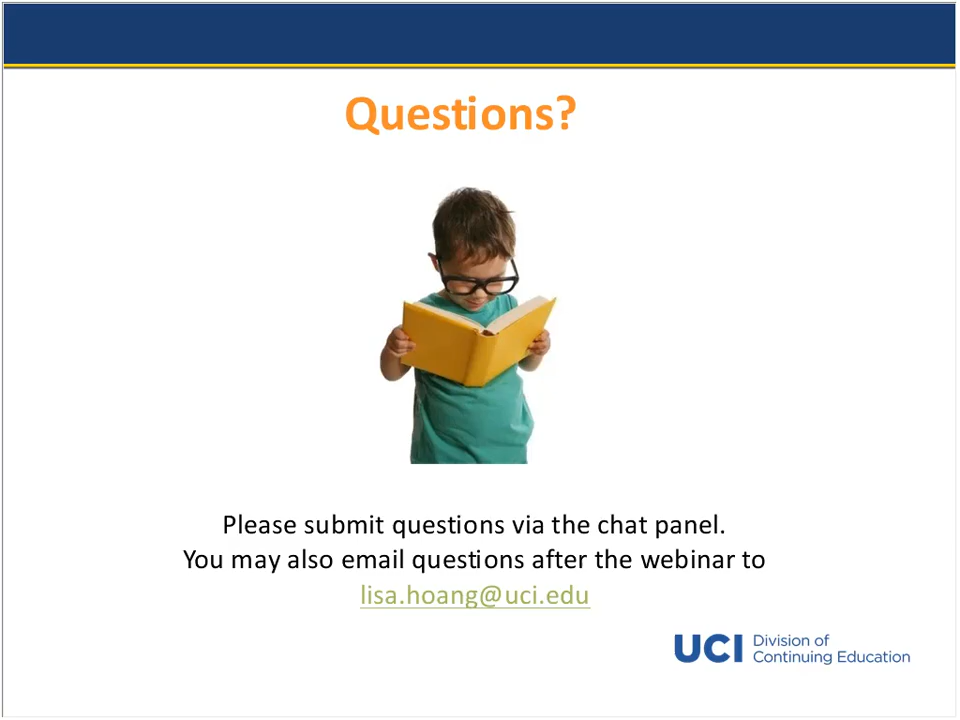 Questions?
Please submit questions via the chat panel.
You may also email questions after the webinar to
lisa.hoang@uci.edu
UCI Division of
Continuing Education